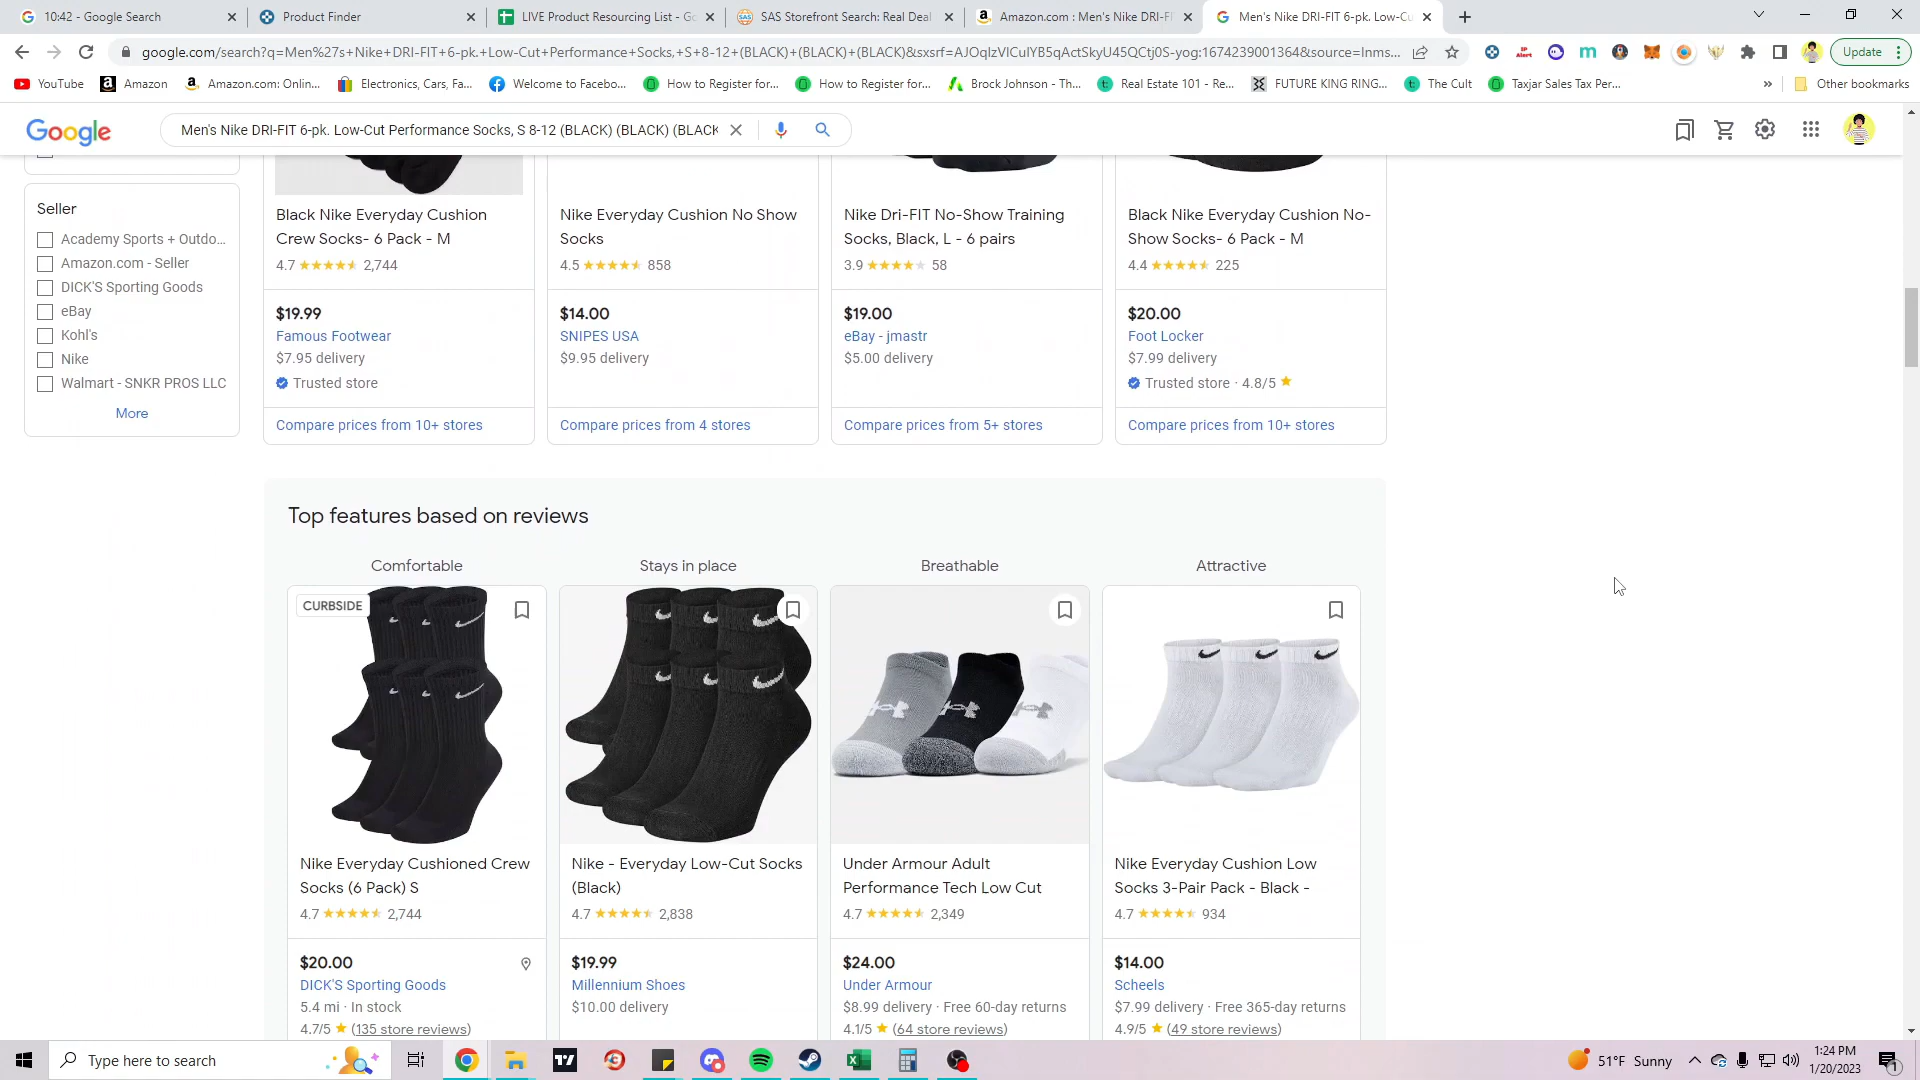 10:42 - Google Search
Product Finder
LIVE Product Resourcing List - Go
SAS Storefront Search: Real Deal
Amazon.com : Men's Nike DRI-F
Men's Nike DRI-FIT 6-pk. Low-Cu
google.com/search?q=Men%27s+Nike+DRI-FIT+6-pk.+Low-Cut+Performance+Socks,+S+8-12+(BLACK)+(BLACK)+(BLACK)&sxsrf=AJOqlzVlCulYB5qActSkyU45QCtj0S-yog:1674239001364&source=lnms...
Update
YouTube
Amazon
Amazon.com: Onlin...
Electronics, Cars, Fa...
Welcome to Facebo...
How to Register for...
How to Register for...
Brock Johnson - Th...
Real Estate 101 - Re...
FUTURE KING RING...
The Cult
Taxjar Sales Tax Per...
Other bookmarks
Google
Men's Nike DRI-FIT 6-pk. Low-Cut Performance Socks, S 8-12 (BLACK) (BLACK) (BLACK
Seller
Academy Sports + Outdo...
Amazon.com - Seller
DICK'S Sporting Goods
eBay
Kohl's
Nike
Walmart - SNKR PROS LLC
More
Black Nike Everyday Cushion
Crew Socks- 6 Pack - M
4.7 2,744
$19.99
Famous Footwear
$7.95 delivery
Trusted store
Compare prices from 10+ stores
Nike Everyday Cushion No Show
Socks
4.5 858
$14.00
SNIPES USA
$9.95 delivery
Compare prices from 4 stores
Nike Dri-FIT No-Show Training
Socks, Black, L - 6 pairs
3.9 58
$19.00
eBay - jmastr
$5.00 delivery
Compare prices from 5+ stores
Black Nike Everyday Cushion No-
Show Socks- 6 Pack - M
4.4 225
$20.00
Foot Locker
$7.99 delivery
Trusted store · 4.8/5
Compare prices from 10+ stores
Top features based on reviews
Comfortable
CURBSIDE
Nike Everyday Cushioned Crew
Socks (6 Pack) S
4.7 2,744
$20.00
DICK'S Sporting Goods
5.4 mi · In stock
4.7/5 (135 store reviews)
Stays in place
Nike - Everyday Low-Cut Socks
(Black)
4.7 2,838
$19.99
Millennium Shoes
$10.00 delivery
Breathable
Under Armour Adult
Performance Tech Low Cut
4.7 2,349
$24.00
Under Armour
$8.99 delivery · Free 60-day returns
4.1/5 (64 store reviews)
Attractive
Nike Everyday Cushion Low
Socks 3-Pair Pack - Black -
4.7 934
$14.00
Scheels
$7.99 delivery · Free 365-day returns
4.9/5 (49 store reviews)
Type here to search
51°F Sunny
1:24 PM
1/20/2023